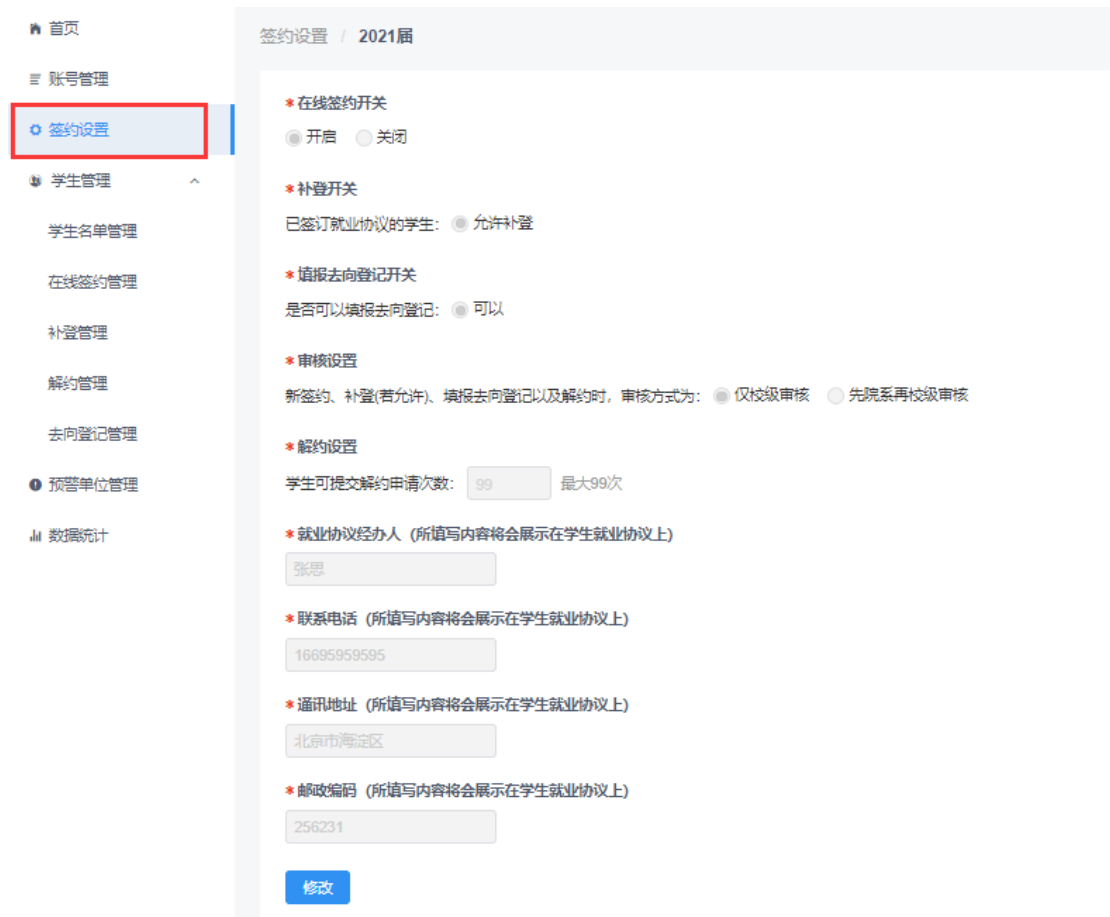 首页
账号管理
签约设置
学生管理
学生名单管理
在线签约管理
补登管理
解约管理
去向登记管理
预警单位管理
数据统计
签约设置 / 2021届
*在线签约开关
开启 关闭
*补登开关
已签订就业协议的学生： 允许补登
*填报去向登记开关
是否可以填报去向登记： 可以
*审核设置
新签约、补登(若允许)、填报去向登记以及解约时，审核方式为： 仅校级审核 先院系再校级审核
*解约设置
学生可提交解约申请次数： 99 最大99次
*就业协议经办人（所填写内容将会展示在学生就业协议上）
张思
*联系电话（所填写内容将会展示在学生就业协议上）
16695959595
*通讯地址（所填写内容将会展示在学生就业协议上）
北京市海淀区
*邮政编码（所填写内容将会展示在学生就业协议上）
256231
修改